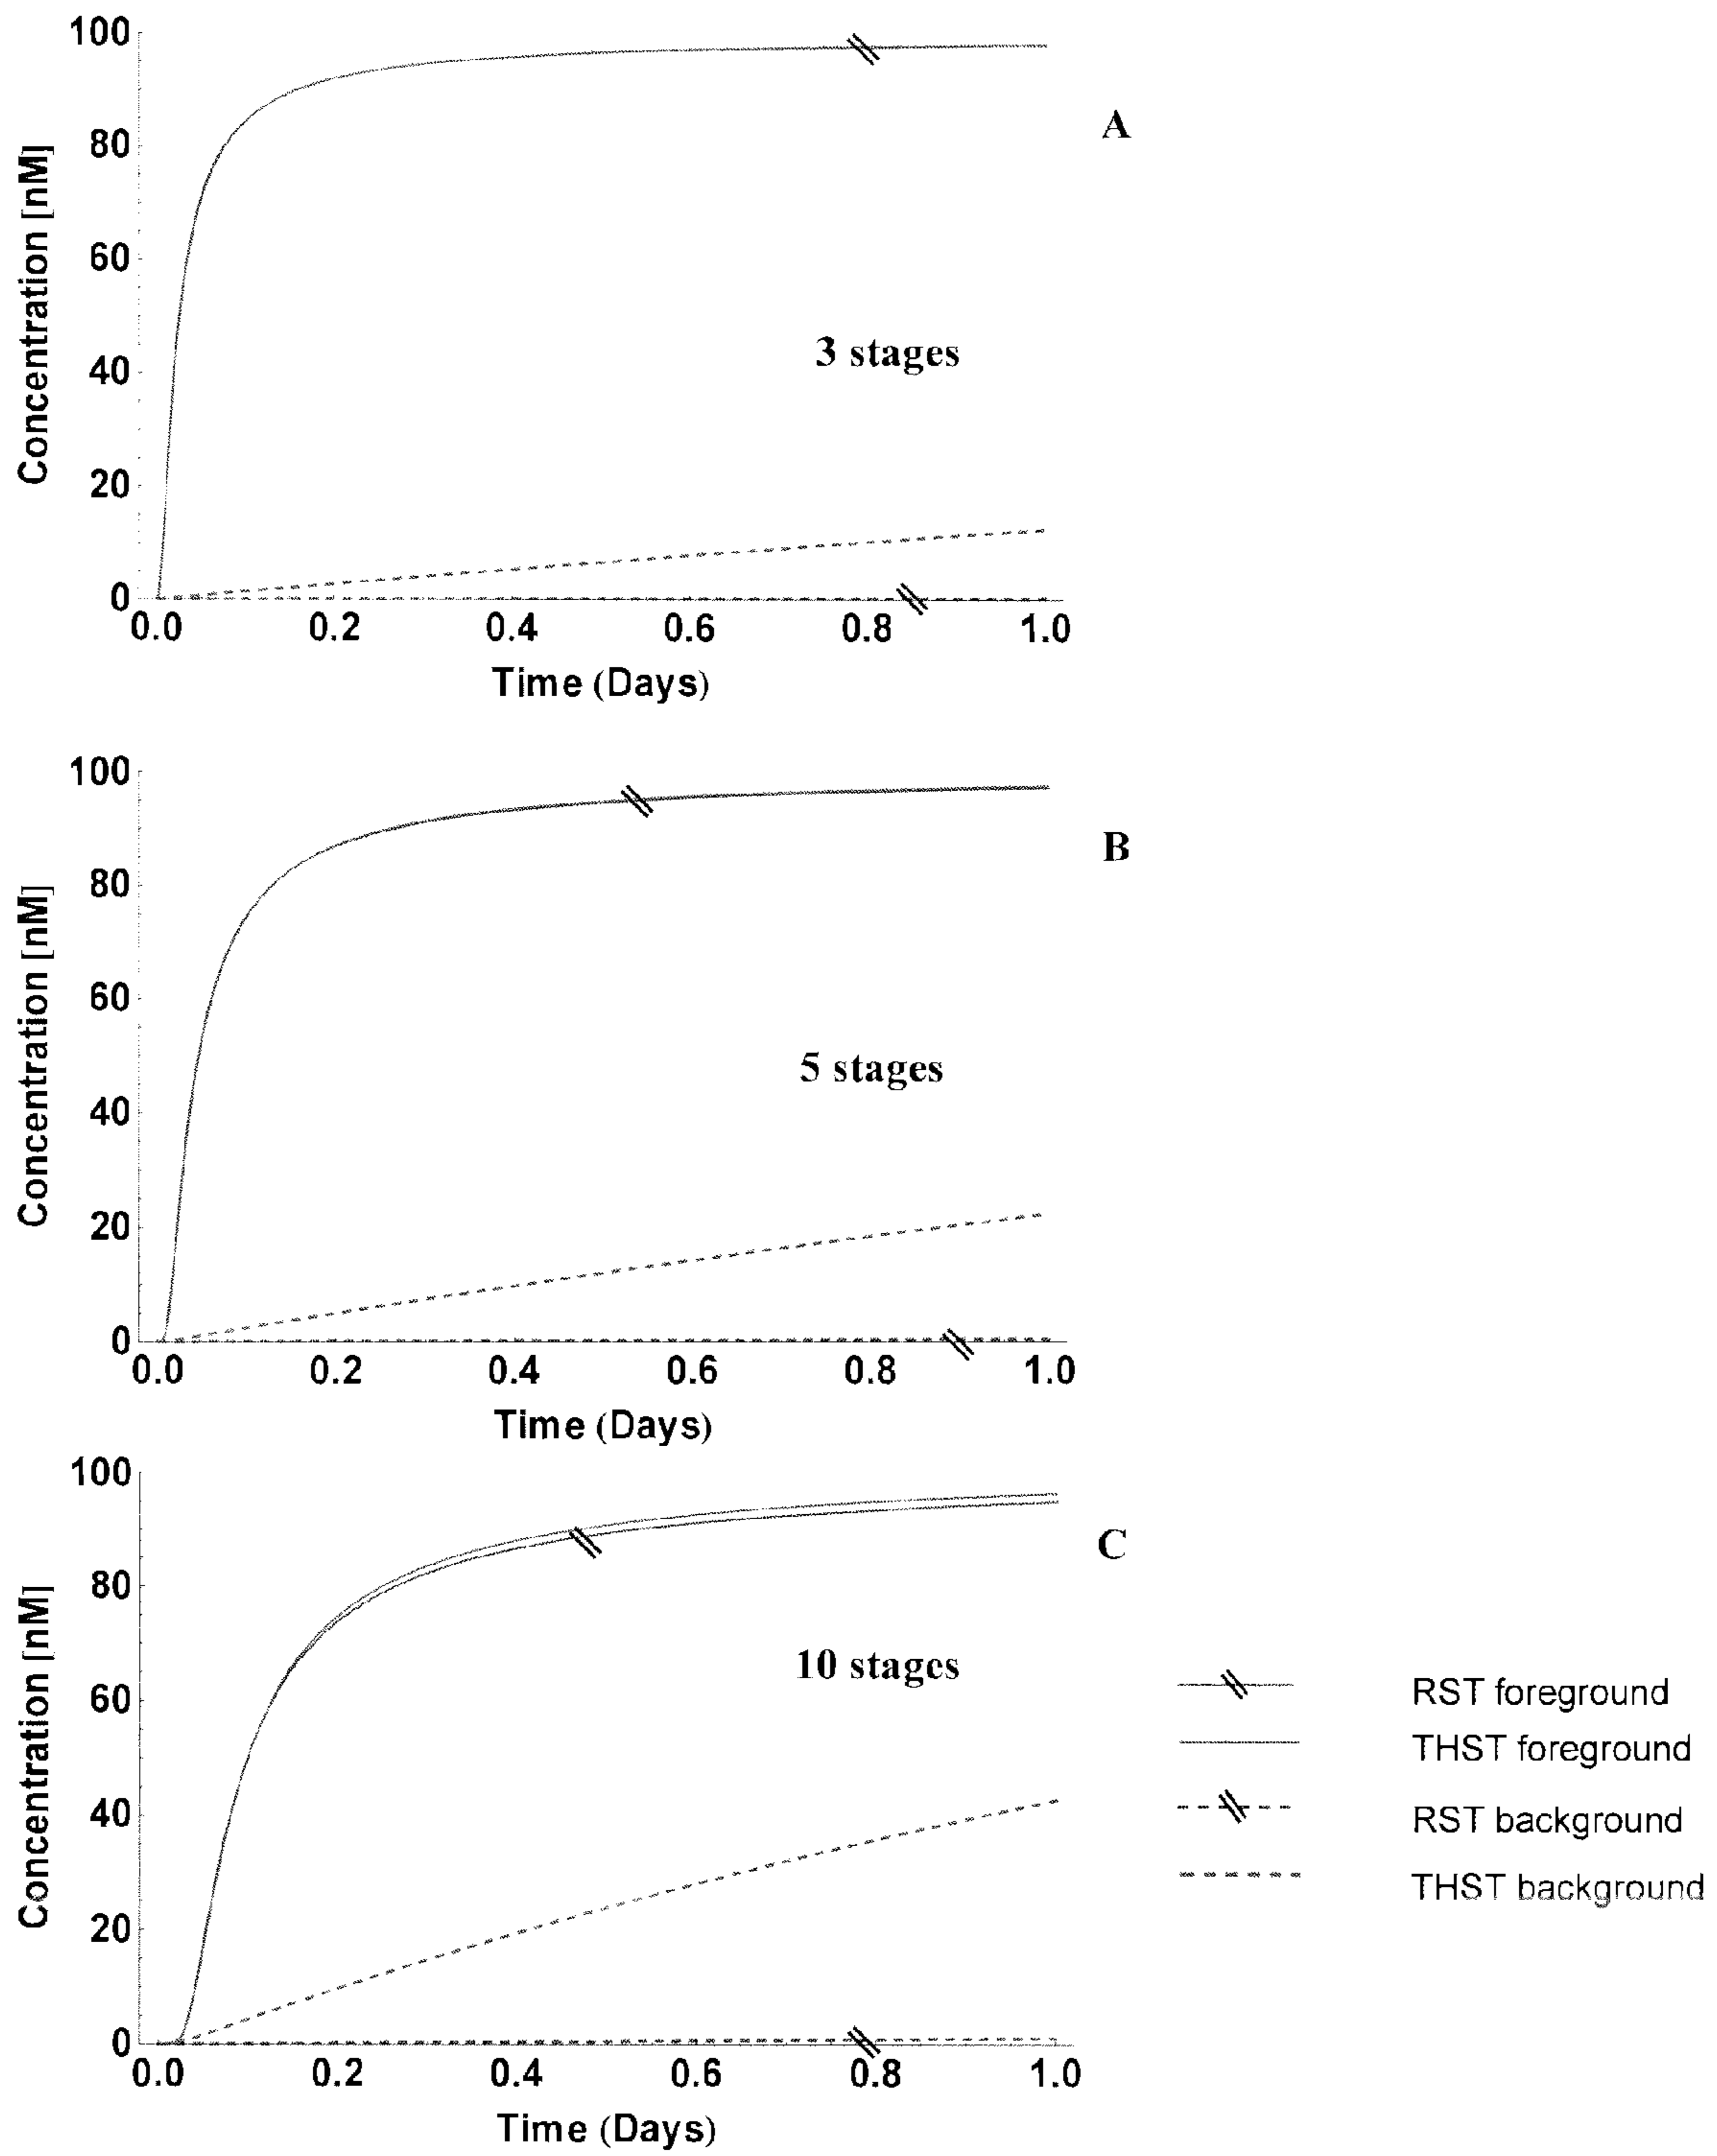 100
80
60
40
20
0
Concentration [nM]
A
3 stages
0.0 0.2 0.4 0.6 0.8 1.0
Time (Days)
100
80
60
40
20
0
Concentration [nM]
B
5 stages
0.0 0.2 0.4 0.6 0.8 1.0
Time (Days)
100
80
60
40
20
0
Concentration [nM]
C
10 stages
0.0 0.2 0.4 0.6 0.8 1.0
Time (Days)
RST foreground
THST foreground
RST background
THST background